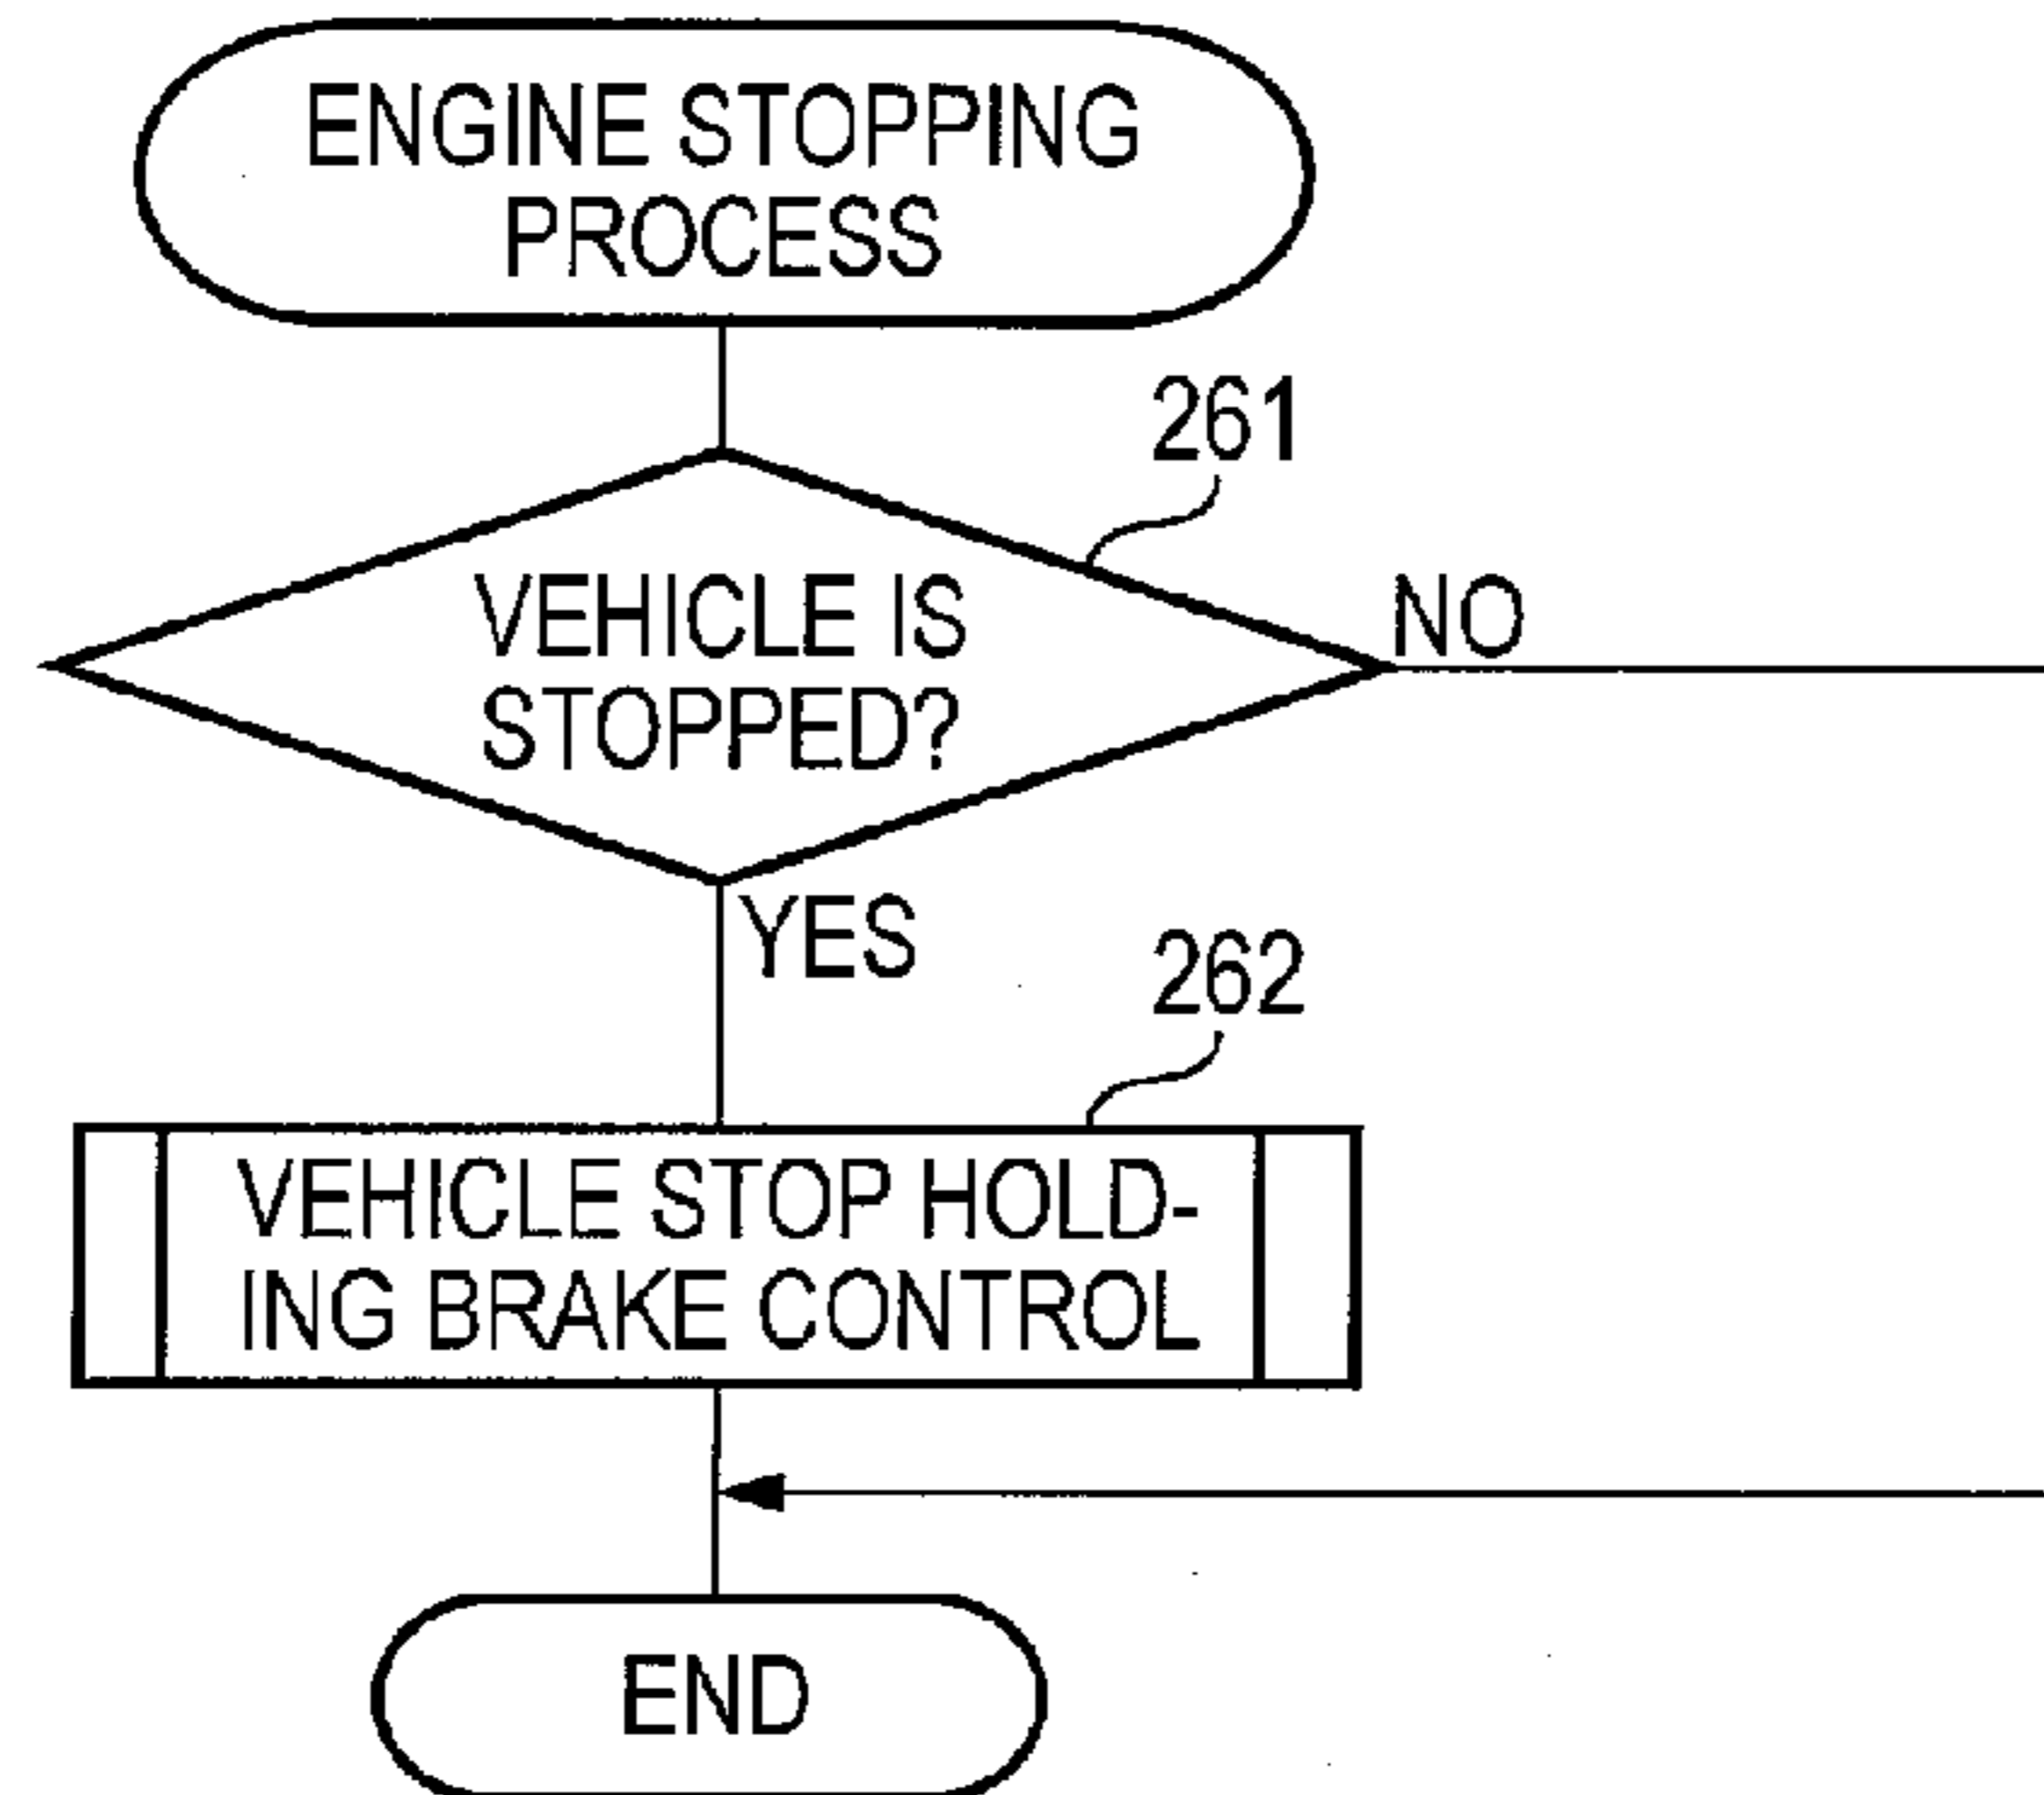 ENGINE STOPPING
PROCESS
261
VEHICLE IS
STOPPED?
NO
YES
262
VEHICLE STOP HOLD-
ING BRAKE CONTROL
END